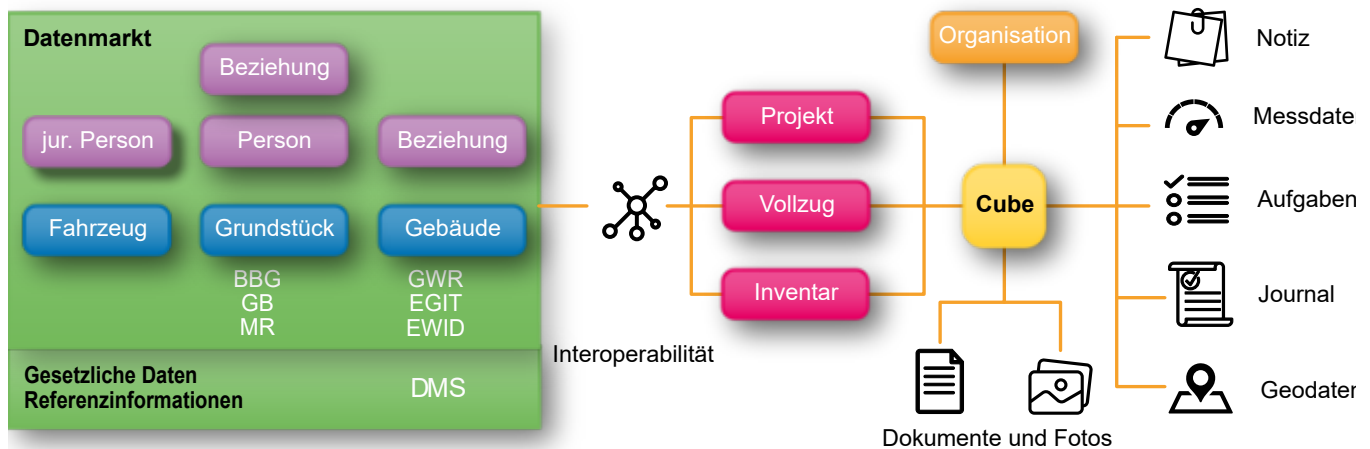 Datenmarkt
Beziehung
jur. Person
Person
Beziehung
Fahrzeug
Grundstück
Gebäude
BBG
GB
MR
GWR
EGIT
EWID
Gesetzliche Daten
Referenzinformationen
DMS
Interoperabilität
Projekt
Vollzug
Inventar
Organisation
Cube
Dokumente und Fotos
Notiz
Messdate
Aufgaben
Journal
Geodaten